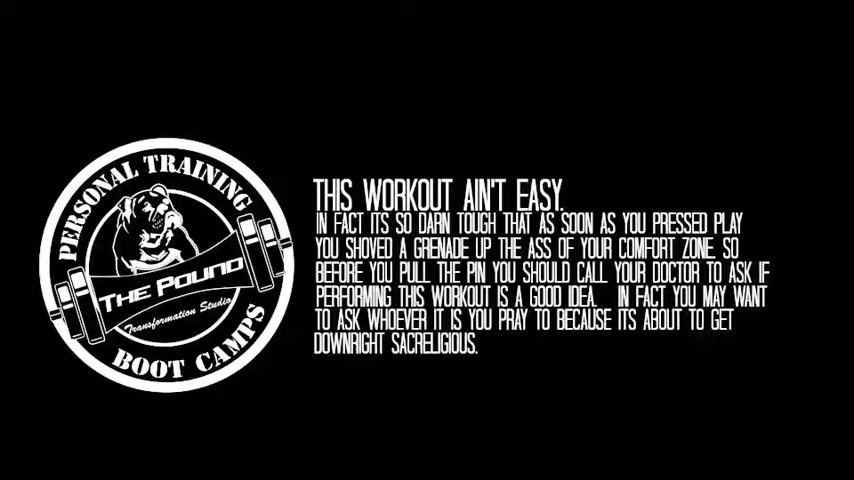 PERSONAL TRAINING
THE POUND
Transformation Studio
BOOT CAMPS
THIS WORKOUT AIN'T EASY.
IN FACT ITS SO DARN TOUGH THAT AS SOON AS YOU PRESSED PLAY
YOU SHOVED A GRENADE UP THE ASS OF YOUR COMFORT ZONE. SO
BEFORE YOU PULL THE PIN YOU SHOULD CALL YOUR DOCTOR TO ASK IF
PERFORMING THIS WORKOUT IS A GOOD IDEA. IN FACT YOU MAY WANT
TO ASK WHOEVER IT IS YOU PRAY TO BECAUSE ITS ABOUT TO GET
DOWNRIGHT SACRELIGIOUS.